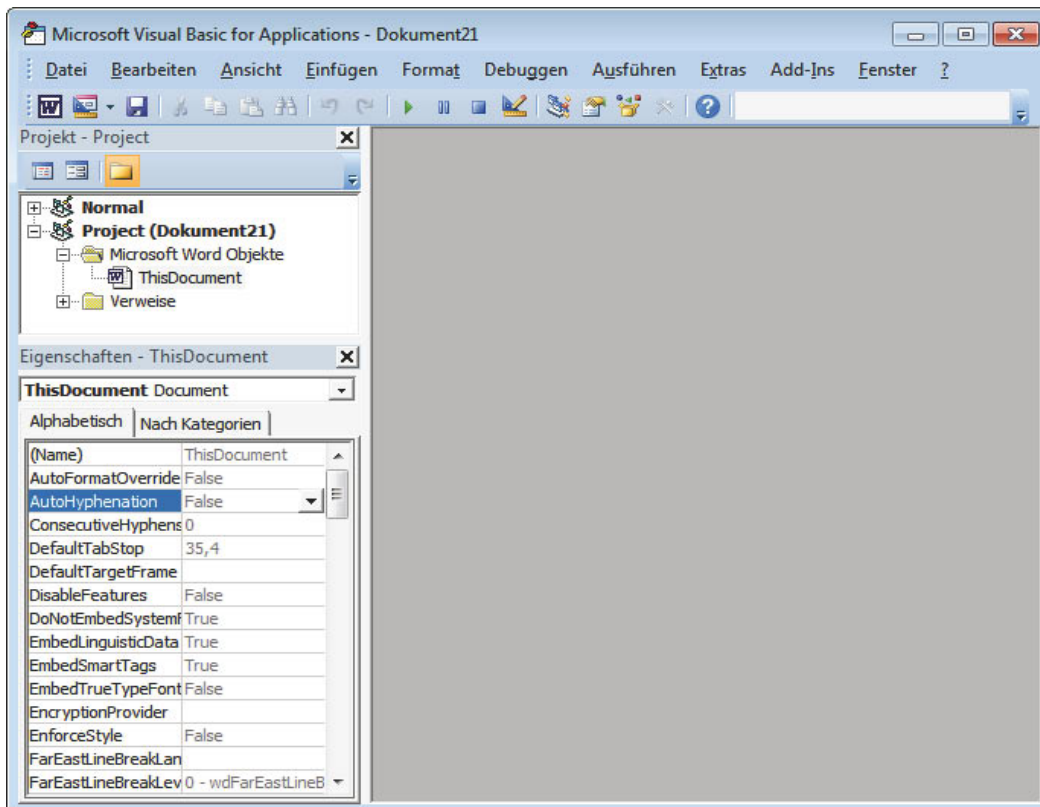 Microsoft Visual Basic for Applications - Dokument21
Datei Bearbeiten Ansicht Einfügen Format Debuggen Ausführen Extras Add-Ins Fenster ?
Projekt - Project
Normal
Project (Dokument21)
Microsoft Word Objekte
ThisDocument
Verweise
Eigenschaften - ThisDocument
ThisDocument Document
Alphabetisch Nach Kategorien
(Name) ThisDocument
AutoFormatOverride False
AutoHyphenation False
ConsecutiveHyphens 0
DefaultTabStop 35,4
DefaultTargetFrame
DisableFeatures False
DoNotEmbedSystemF True
EmbedLinguisticData True
EmbedSmartTags True
EmbedTrueTypeFont False
EncryptionProvider
EnforceStyle False
FarEastLineBreakLan
FarEastLineBreakLev 0 - wdFarEastLineB